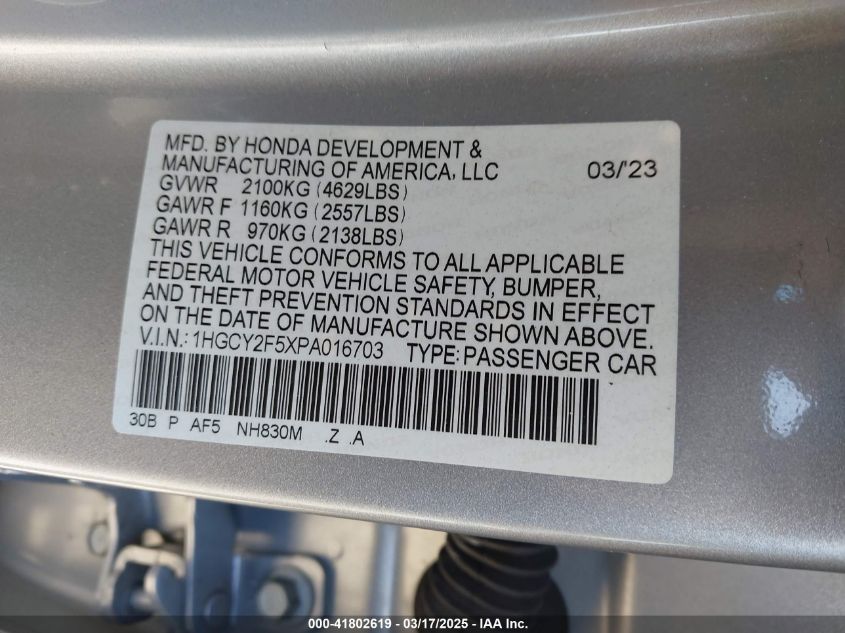 MFD. BY HONDA DEVELOPMENT &
MANUFACTURING OF AMERICA, LLC 03/'23
GVWR 2100KG (4629LBS)
GAWR F 1160KG (2557LBS)
GAWR R 970KG (2138LBS)
THIS VEHICLE CONFORMS TO ALL APPLICABLE
FEDERAL MOTOR VEHICLE SAFETY, BUMPER,
AND THEFT PREVENTION STANDARDS IN EFFECT
ON THE DATE OF MANUFACTURE SHOWN ABOVE.
V.I.N.: 1HGCY2F5XPA016703 TYPE: PASSENGER CAR
30B P AF5 NH830M .Z .A
000-41802619 - 03/17/2025 - IAA Inc.